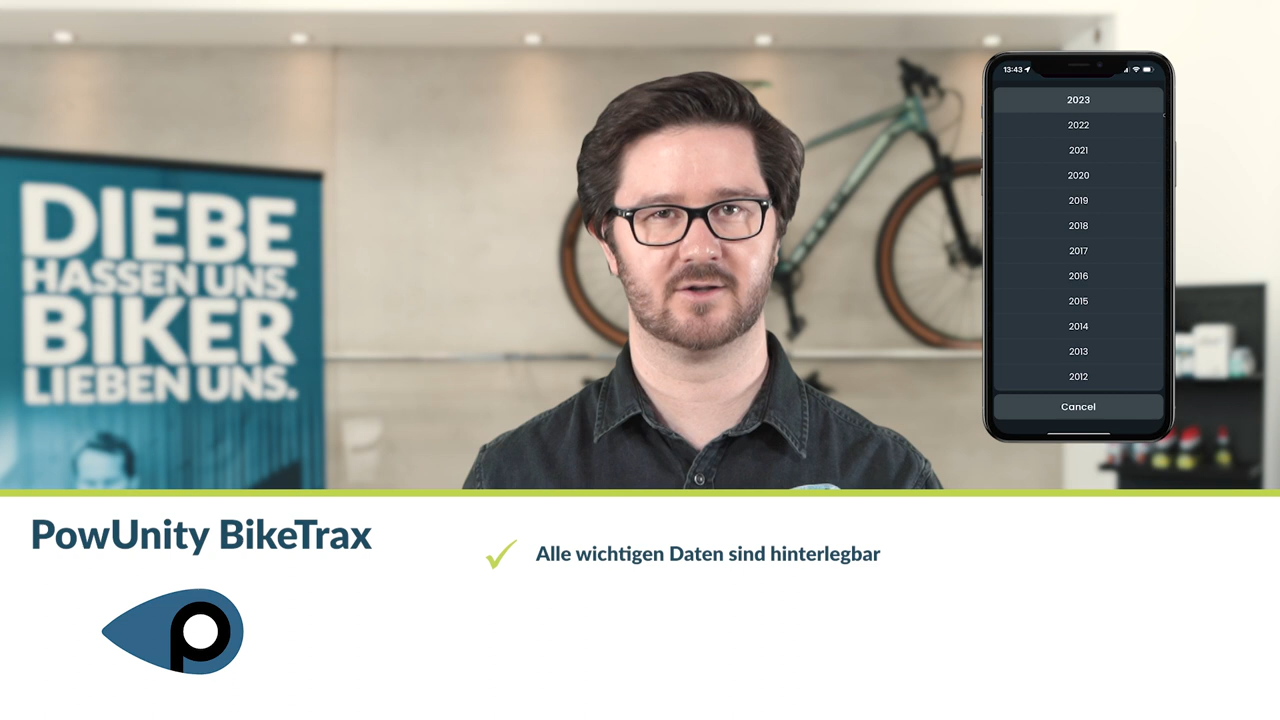 DIEBE
HASSEN UNS.
BIKER
LIEBEN UNS.
13:43
2023
2022
2021
2020
2019
2018
2017
2016
2015
2014
2013
2012
Cancel
PowUnity BikeTrax
Alle wichtigen Daten sind hinterlegbar
p